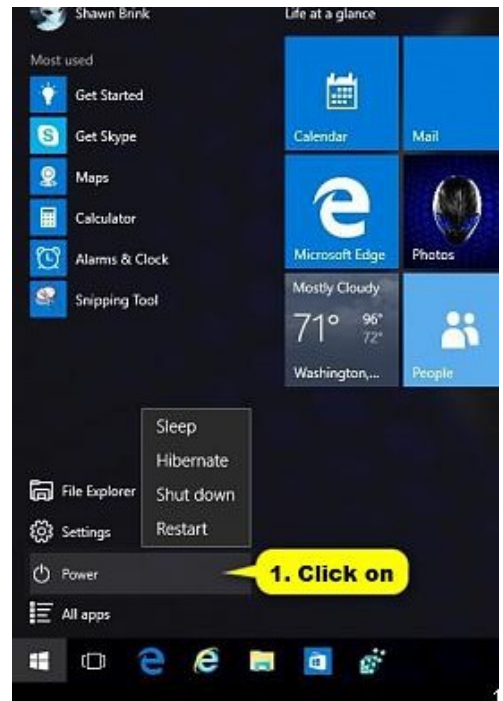 Shawn Brink
Life at a glance
Most used
Get Started
Get Skype
Maps
Calculator
Alarms & Clock
Snipping Tool
Calendar
Mail
Microsoft Edge
Photos
Mostly Cloudy
71° 96°
72°
Washington,...
People
Sleep
Hibernate
Shut down
Restart
File Explorer
Settings
Power
1. Click on
All apps
1